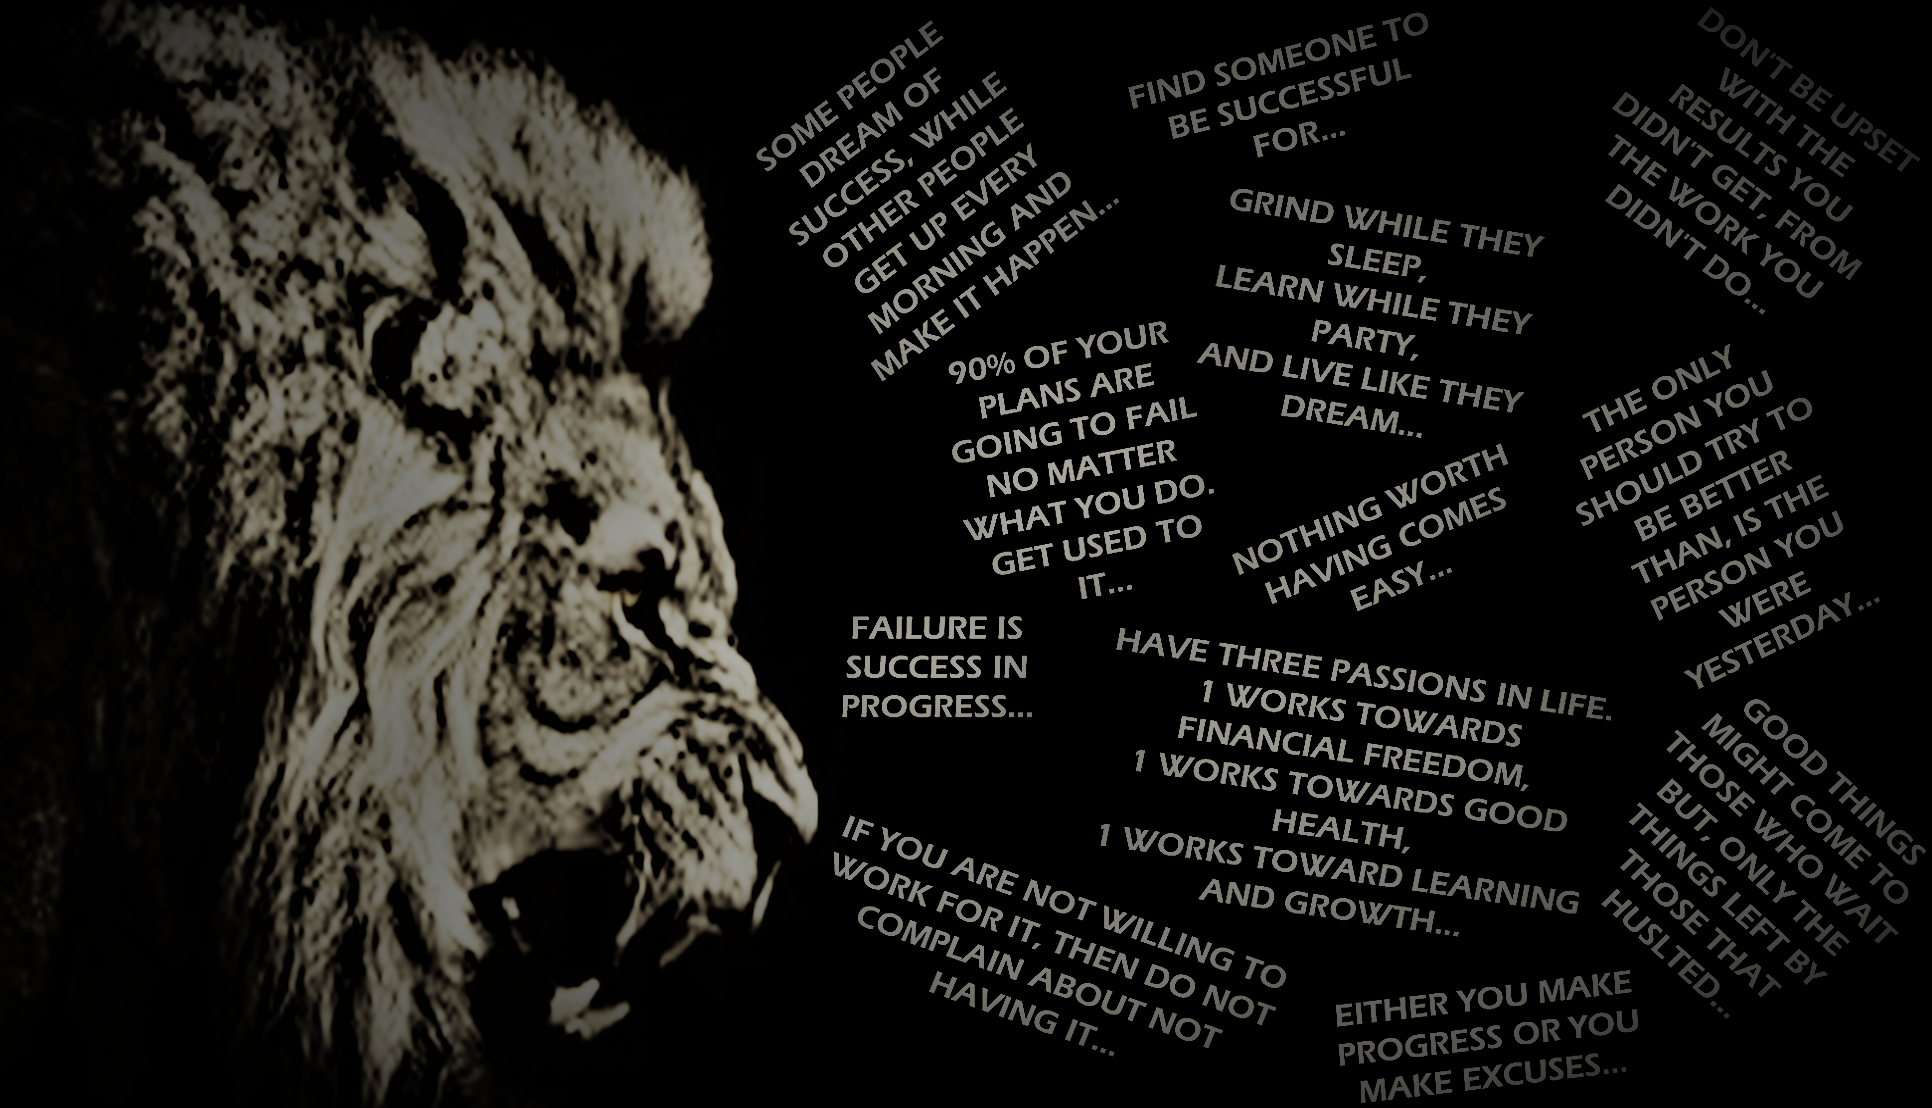 SOME PEOPLE
DREAM OF
SUCCESS, WHILE
OTHER PEOPLE
GET UP EVERY
MORNING AND
MAKE IT HAPPEN...
FIND SOMEONE TO
BE SUCCESSFUL
FOR...
DON'T BE UPSET
WITH THE
RESULTS YOU
DIDN'T GET, FROM
THE WORK YOU
DIDN'T DO...
GRIND WHILE THEY
SLEEP,
LEARN WHILE THEY
PARTY,
AND LIVE LIKE THEY
DREAM...
90% OF YOUR
PLANS ARE
GOING TO FAIL
NO MATTER
WHAT YOU DO.
GET USED TO
IT...
THE ONLY
PERSON YOU
SHOULD TRY TO
BE BETTER
THAN, IS THE
PERSON YOU
WERE
YESTERDAY...
NOTHING WORTH
HAVING COMES
EASY...
FAILURE IS
SUCCESS IN
PROGRESS...
HAVE THREE PASSIONS IN LIFE.
1 WORKS TOWARDS
FINANCIAL FREEDOM,
1 WORKS TOWARDS GOOD
HEALTH,
1 WORKS TOWARD LEARNING
AND GROWTH...
GOOD THINGS
MIGHT COME TO
THOSE WHO WAIT
BUT, ONLY THE
THINGS LEFT BY
THOSE THAT
HUSLTED...
IF YOU ARE NOT WILLING TO
WORK FOR IT, THEN DO NOT
COMPLAIN ABOUT NOT
HAVING IT...
EITHER YOU MAKE
PROGRESS OR YOU
MAKE EXCUSES...